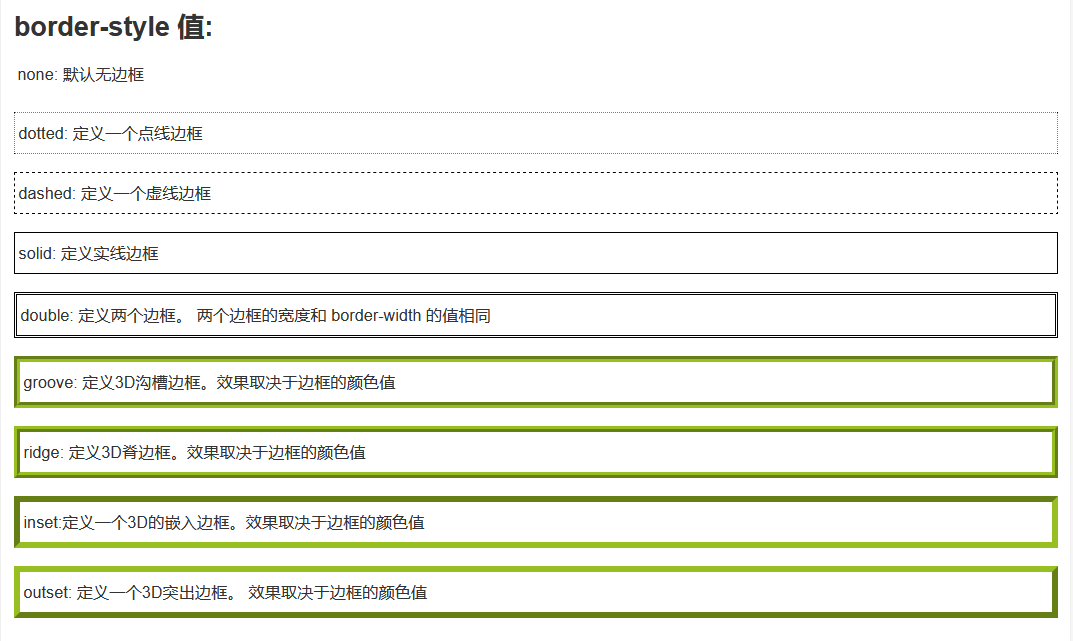 border-style 值:
none: 默认无边框
dotted: 定义一个点线边框
dashed: 定义一个虚线边框
solid: 定义实线边框
double: 定义两个边框。 两个边框的宽度和 border-width 的值相同
groove: 定义3D沟槽边框。效果取决于边框的颜色值
ridge: 定义3D脊边框。效果取决于边框的颜色值
inset:定义一个3D的嵌入边框。效果取决于边框的颜色值
outset: 定义一个3D突出边框。 效果取决于边框的颜色值